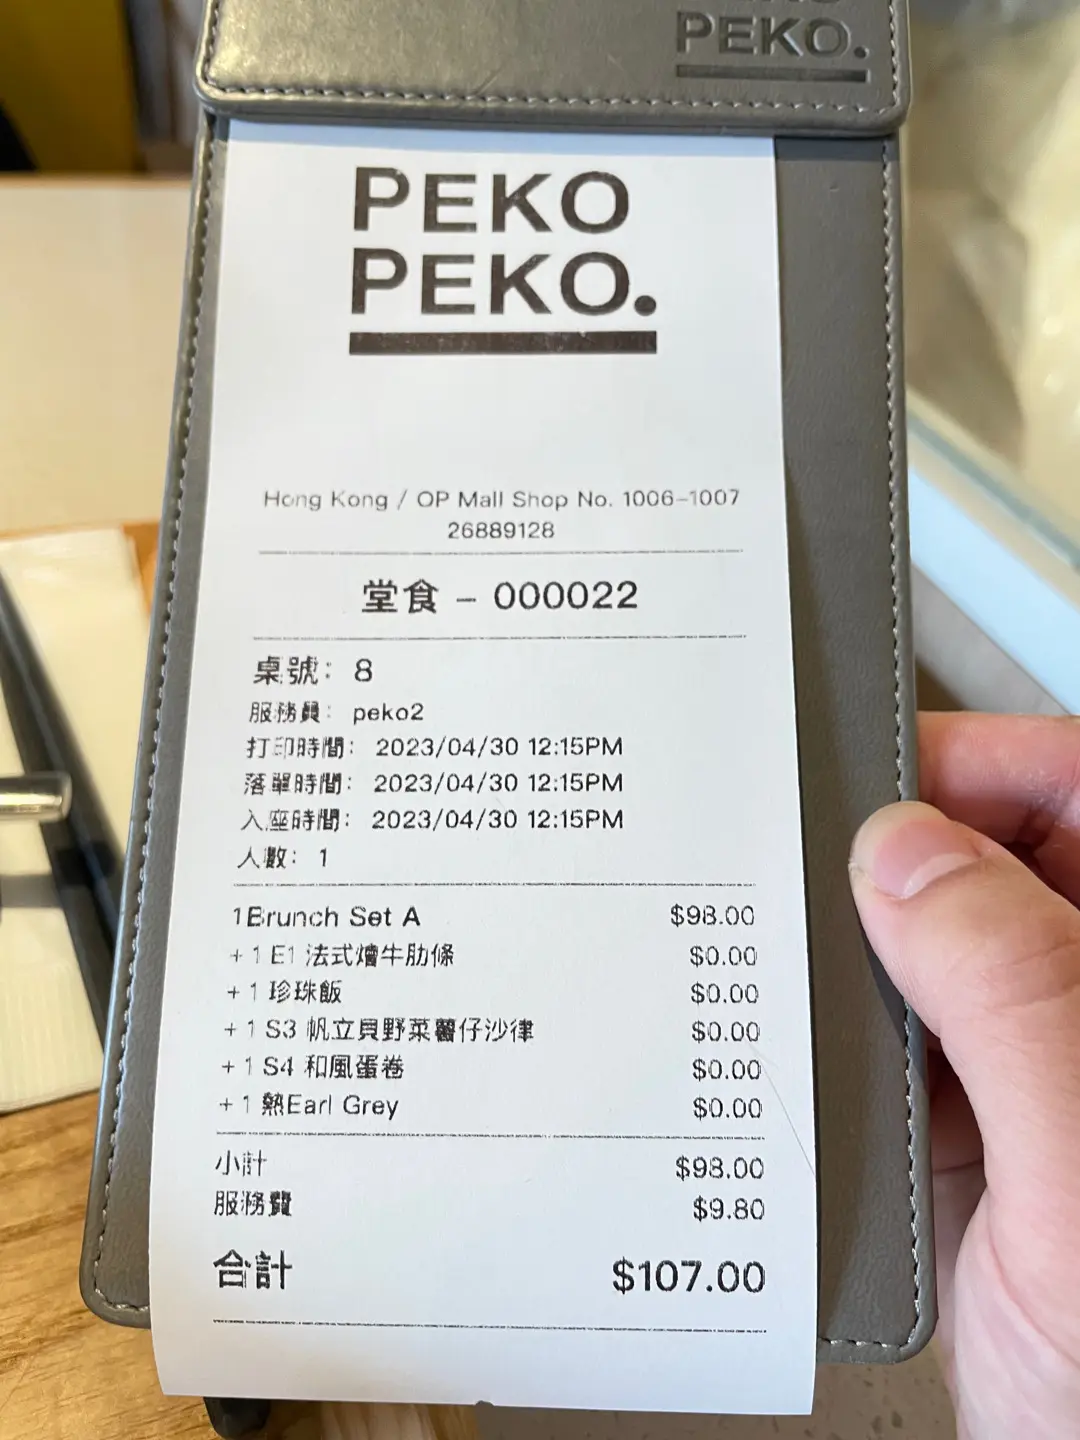 PEKO.
PEKO
PEKO.
Hong Kong / OP Mall Shop No. 1006-1007
26889128
堂食 - 000022
桌號: 8
服務員: peko2
打印時間: 2023/04/30 12:15PM
落單時間: 2023/04/30 12:15PM
入座時間: 2023/04/30 12:15PM
人數: 1
1Brunch Set A $98.00
+ 1 E1 法式燴牛肋條 $0.00
+ 1 珍珠飯 $0.00
+ 1 S3 帆立貝野菜薯仔沙律 $0.00
+ 1 S4 和風蛋卷 $0.00
+ 1 熱Earl Grey $0.00
小計 $98.00
服務費 $9.80
合計 $107.00